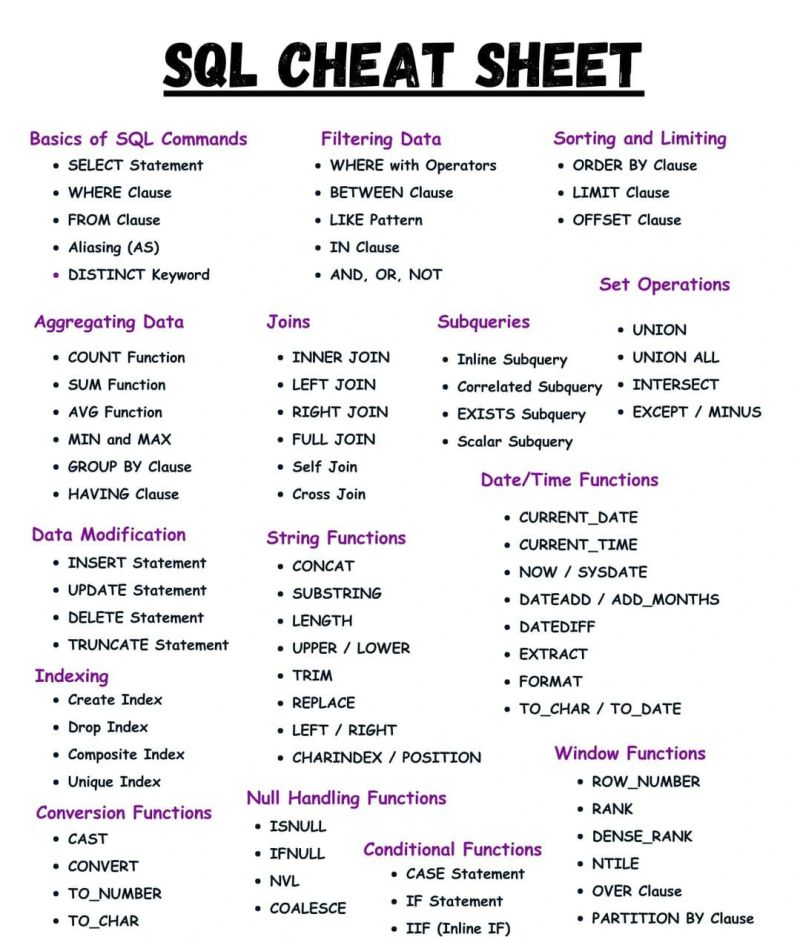 SQL CHEAT SHEET
Basics of SQL Commands
SELECT Statement
WHERE Clause
FROM Clause
Aliasing (AS)
DISTINCT Keyword
Filtering Data
WHERE with Operators
BETWEEN Clause
LIKE Pattern
IN Clause
AND, OR, NOT
Sorting and Limiting
ORDER BY Clause
LIMIT Clause
OFFSET Clause
Aggregating Data
COUNT Function
SUM Function
AVG Function
MIN and MAX
GROUP BY Clause
HAVING Clause
Joins
INNER JOIN
LEFT JOIN
RIGHT JOIN
FULL JOIN
Self Join
Cross Join
Subqueries
Inline Subquery
Correlated Subquery
EXISTS Subquery
Scalar Subquery
Set Operations
UNION
UNION ALL
INTERSECT
EXCEPT / MINUS
Data Modification
INSERT Statement
UPDATE Statement
DELETE Statement
TRUNCATE Statement
String Functions
CONCAT
SUBSTRING
LENGTH
UPPER / LOWER
TRIM
REPLACE
LEFT / RIGHT
CHARINDEX / POSITION
Date/Time Functions
CURRENT_DATE
CURRENT_TIME
NOW / SYSDATE
DATEADD / ADD_MONTHS
DATEDIFF
EXTRACT
FORMAT
TO_CHAR / TO_DATE
Indexing
Create Index
Drop Index
Composite Index
Unique Index
Conversion Functions
CAST
CONVERT
TO_NUMBER
TO_CHAR
Null Handling Functions
ISNULL
IFNULL
NVL
COALESCE
Conditional Functions
CASE Statement
IF Statement
IIF (Inline IF)
Window Functions
ROW_NUMBER
RANK
DENSE_RANK
NTILE
OVER Clause
PARTITION BY Clause